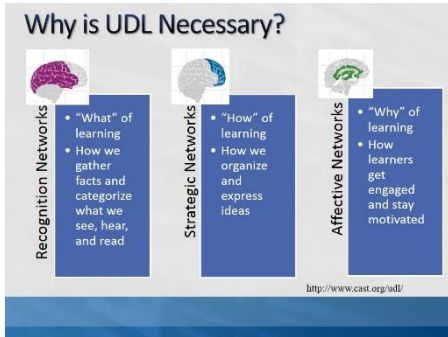 Why is UDL Necessary?
Recognition Networks
• “What” of
learning
• How we
gather
facts and
categorize
what we
see, hear,
and read
Strategic Networks
• “How” of
learning
• How we
organize
and
express
ideas
Affective Networks
• “Why” of
learning
• How
learners
get
engaged
and stay
motivated
http://www.cast.org/udl/